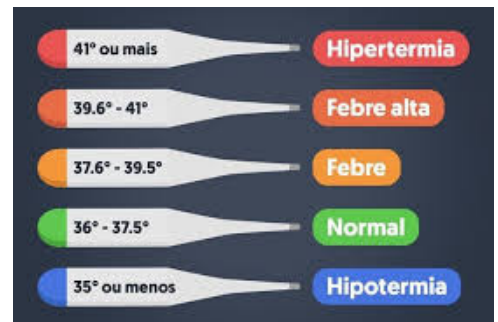 41° ou mais Hipertermia
39.6° - 41° Febre alta
37.6° - 39.5° Febre
36° - 37.5° Normal
35° ou menos Hipotermia